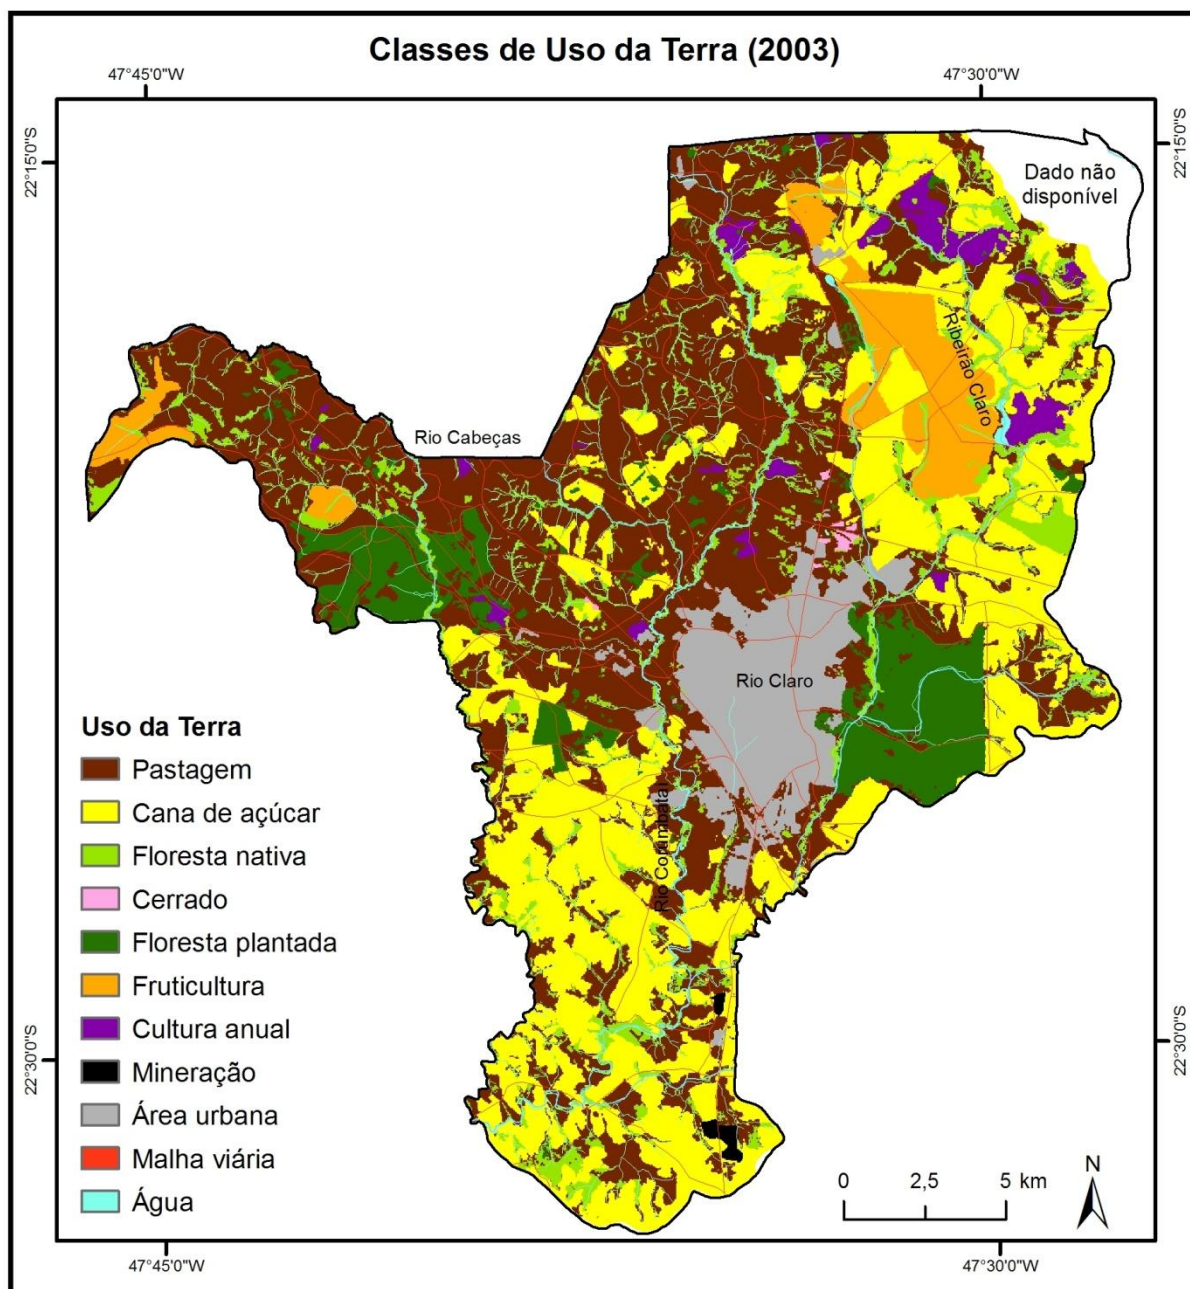 Classes de Uso da Terra (2003)
47°45'0"W
47°30'0"W
22°15'0"S
22°15'0"S
Dado não
disponível
Ribeirão Claro
Rio Cabeças
Rio Claro
Rio Corumbataí
Uso da Terra
Pastagem
Cana de açúcar
Floresta nativa
Cerrado
Floresta plantada
Fruticultura
Cultura anual
Mineração
Área urbana
Malha viária
Água
22°30'0"S
22°30'0"S
N
0 2,5 5 km
47°45'0"W
47°30'0"W